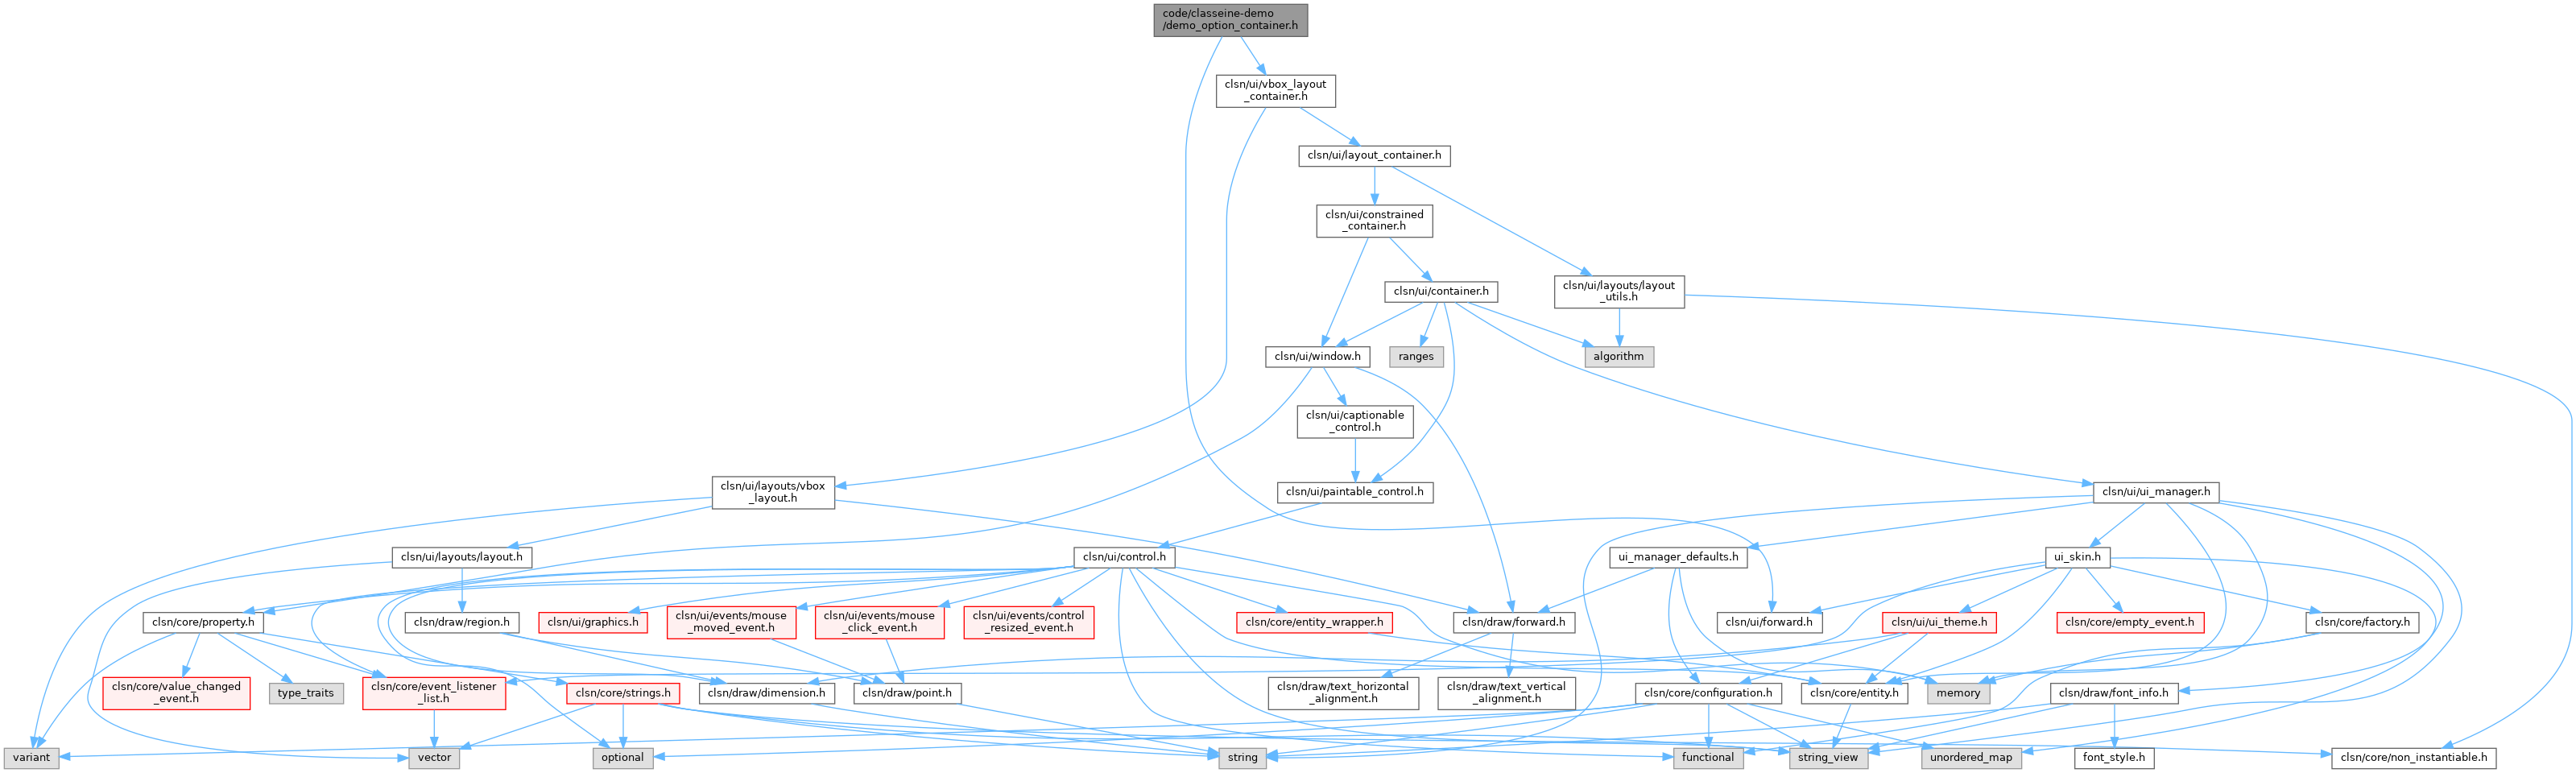 code/classeine-demo
/demo_option_container.h
clsn/ui/vbox_layout
_container.h
clsn/ui/layout_container.h
clsn/ui/constrained
_container.h
clsn/ui/container.h
clsn/ui/layouts/layout
_utils.h
clsn/ui/window.h
ranges
algorithm
clsn/ui/captionable
_control.h
clsn/ui/layouts/vbox
_layout.h
clsn/ui/paintable_control.h
clsn/ui/ui_manager.h
clsn/ui/layouts/layout.h
clsn/ui/control.h
ui_manager_defaults.h
ui_skin.h
clsn/core/property.h
clsn/draw/region.h
clsn/ui/graphics.h
clsn/ui/events/mouse
_moved_event.h
clsn/ui/events/mouse
_click_event.h
clsn/ui/events/control
_resized_event.h
clsn/core/entity_wrapper.h
clsn/draw/forward.h
clsn/ui/forward.h
clsn/ui/ui_theme.h
clsn/core/empty_event.h
clsn/core/factory.h
clsn/core/value_changed
_event.h
type_traits
clsn/core/event_listener
_list.h
clsn/core/strings.h
clsn/draw/dimension.h
clsn/draw/point.h
clsn/draw/text_horizontal
_alignment.h
clsn/draw/text_vertical
_alignment.h
clsn/core/configuration.h
clsn/core/entity.h
memory
clsn/draw/font_info.h
variant
vector
optional
string
functional
string_view
unordered_map
font_style.h
clsn/core/non_instantiable.h